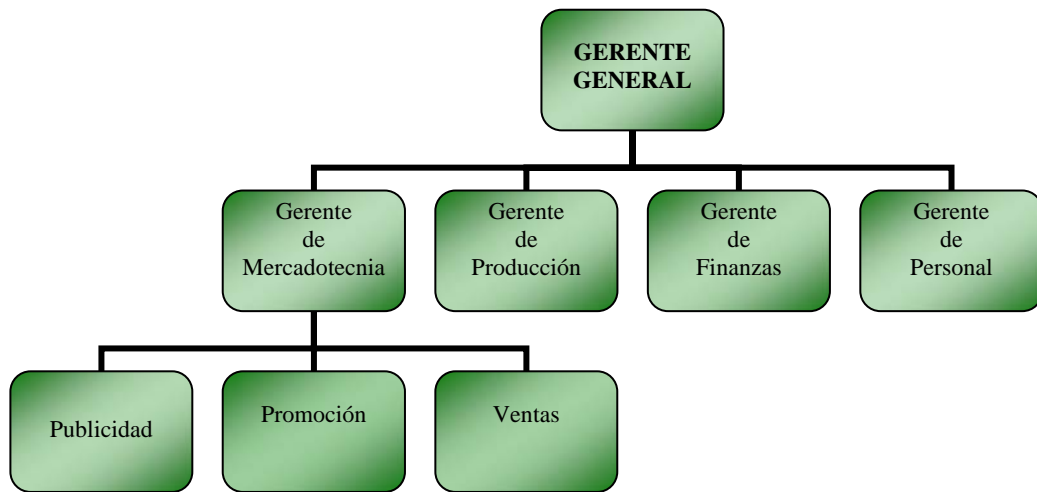 GERENTE
GENERAL
Gerente
de
Mercadotecnia
Gerente
de
Producción
Gerente
de
Finanzas
Gerente
de
Personal
Publicidad
Promoción
Ventas